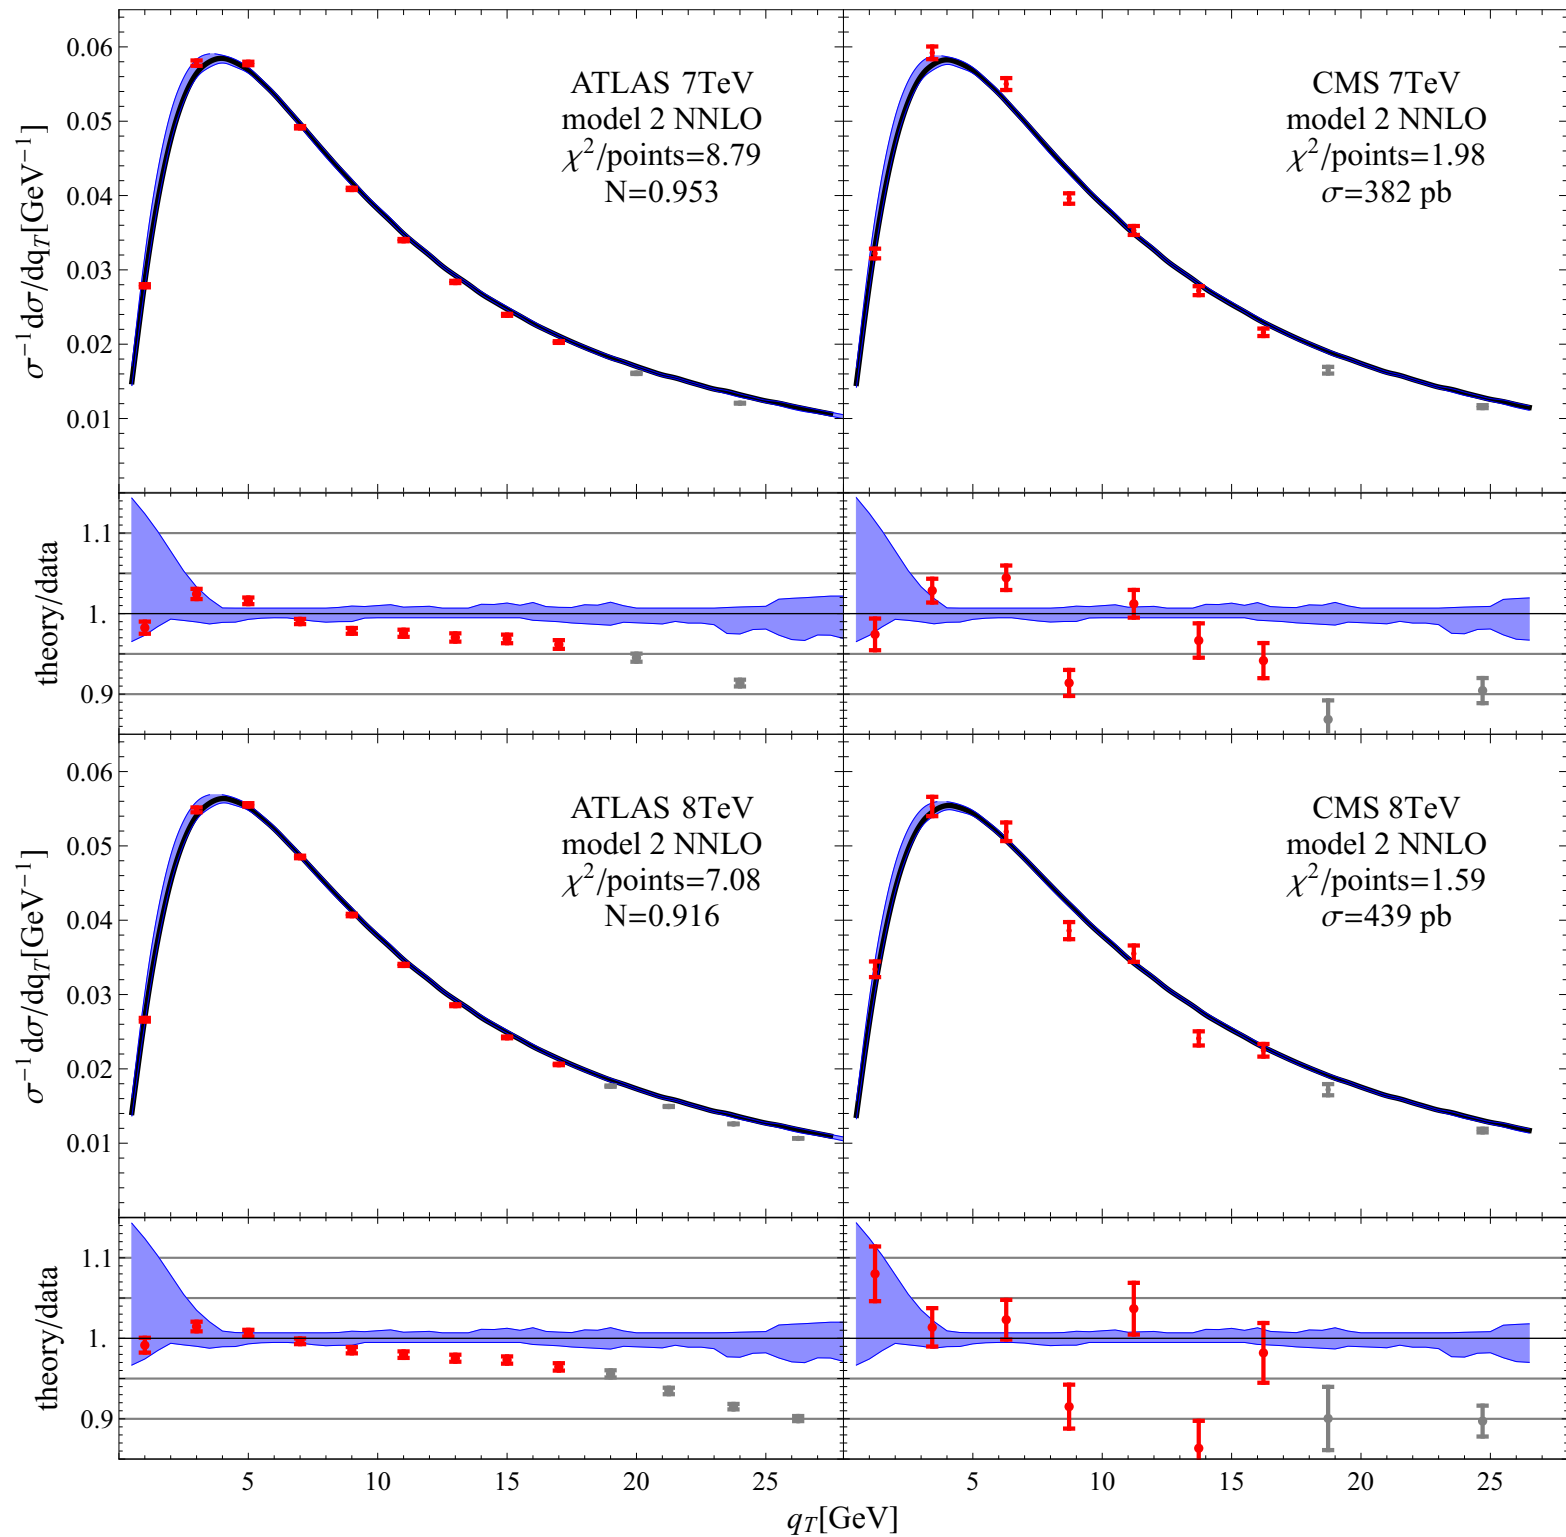 0.06
0.05
0.04
0.03
0.02
0.01
σ⁻¹dσ/dq_T[GeV⁻¹]
ATLAS 7TeV
model 2 NNLO
χ²/points=8.79
N=0.953
CMS 7TeV
model 2 NNLO
χ²/points=1.98
σ=382 pb
1.1
1.
0.9
theory/data
0.06
0.05
0.04
0.03
0.02
0.01
σ⁻¹dσ/dq_T[GeV⁻¹]
ATLAS 8TeV
model 2 NNLO
χ²/points=7.08
N=0.916
CMS 8TeV
model 2 NNLO
χ²/points=1.59
σ=439 pb
1.1
1.
0.9
theory/data
5 10 15 20 25 5 10 15 20 25
q_T[GeV]